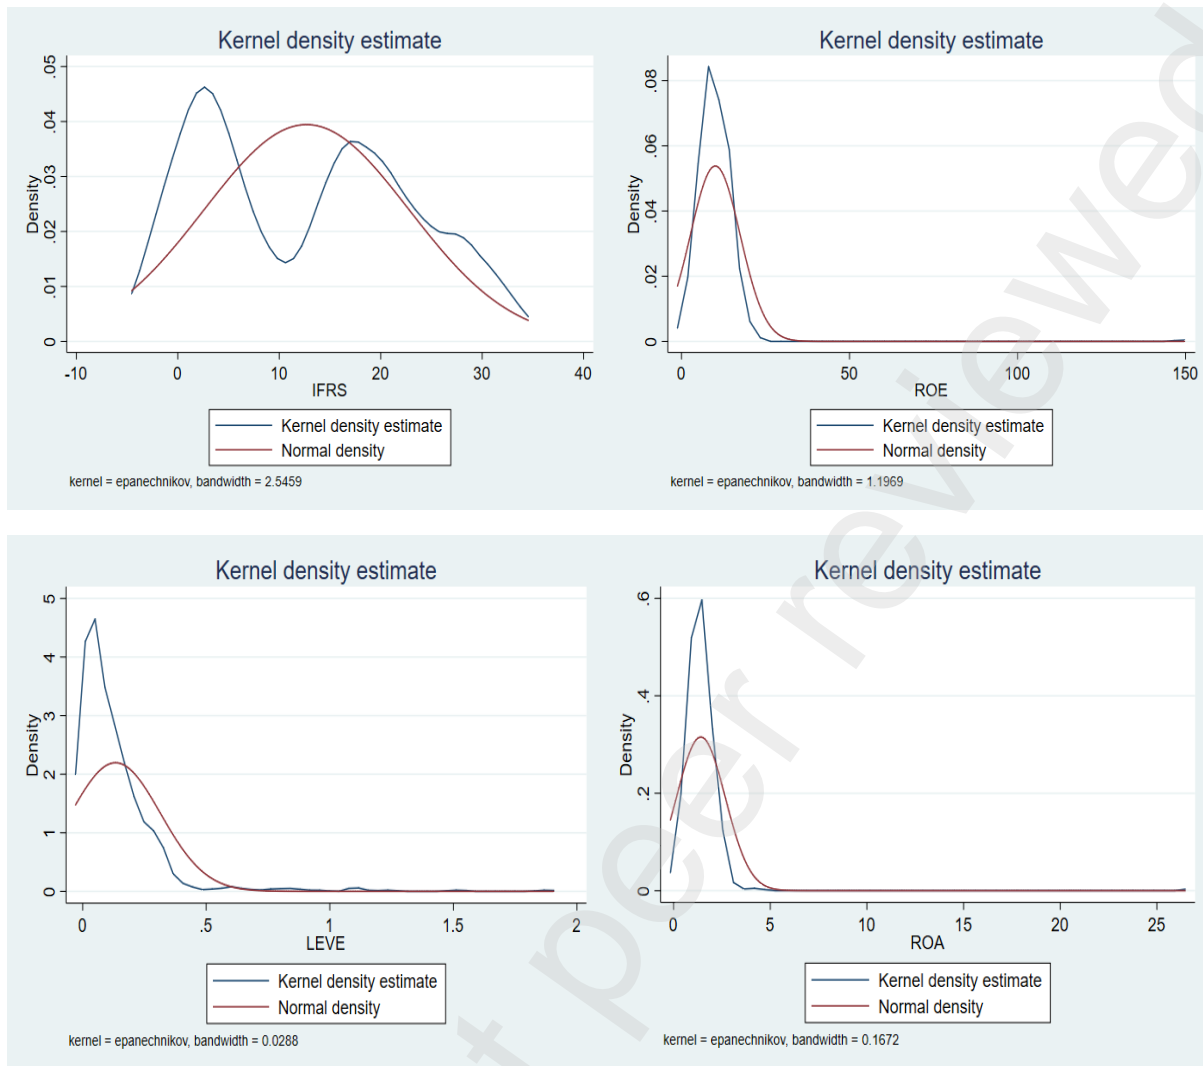 Kernel density estimate
.05
.04
.03
.02
.01
0
Density
-10 0 10 20 30 40
IFRS
Kernel density estimate
Normal density
kernel = epanechnikov, bandwidth = 2.5459
Kernel density estimate
.08
.06
.04
.02
0
Density
0 50 100 150
ROE
Kernel density estimate
Normal density
kernel = epanechnikov, bandwidth = 1.1969
Kernel density estimate
5
4
3
2
1
0
Density
0 .5 1 1.5 2
LEVE
Kernel density estimate
Normal density
kernel = epanechnikov, bandwidth = 0.0288
Kernel density estimate
.6
.4
.2
0
Density
0 5 10 15 20 25
ROA
Kernel density estimate
Normal density
kernel = epanechnikov, bandwidth = 0.1672
t peer reviewed